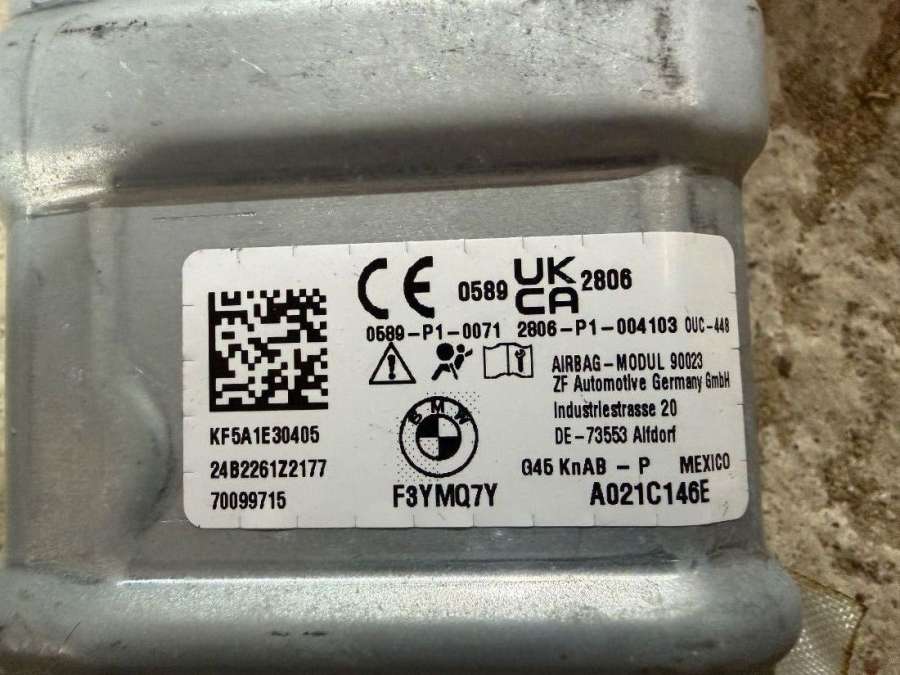 CE 0589 UK CA 2806
0589-P1-0071 2806-P1-004103 OUC-448
AIRBAG-MODUL 90023
ZF Automotive Germany GmbH
Industriestrasse 20
DE-73553 Alfdorf
KF5A1E30405
BMW
24B2261Z2177
G45 KnAB - P MEXICO
70099715
F3YMQ7Y
A021C146E